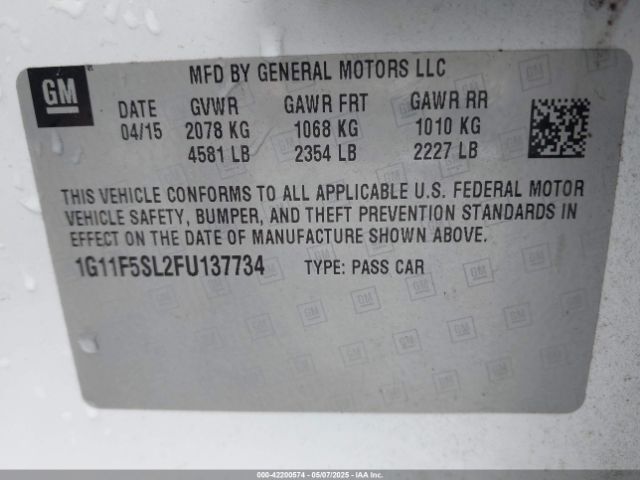 GM
MFD BY GENERAL MOTORS LLC
DATE GVWR GAWR FRT GAWR RR
04/15 2078 KG 1068 KG 1010 KG
4581 LB 2354 LB 2227 LB
THIS VEHICLE CONFORMS TO ALL APPLICABLE U.S. FEDERAL MOTOR
VEHICLE SAFETY, BUMPER, AND THEFT PREVENTION STANDARDS IN
EFFECT ON THE DATE OF MANUFACTURE SHOWN ABOVE.
1G11F5SL2FU137734 TYPE: PASS CAR
000-42200574 - 05/07/2025 - IAAI.COM